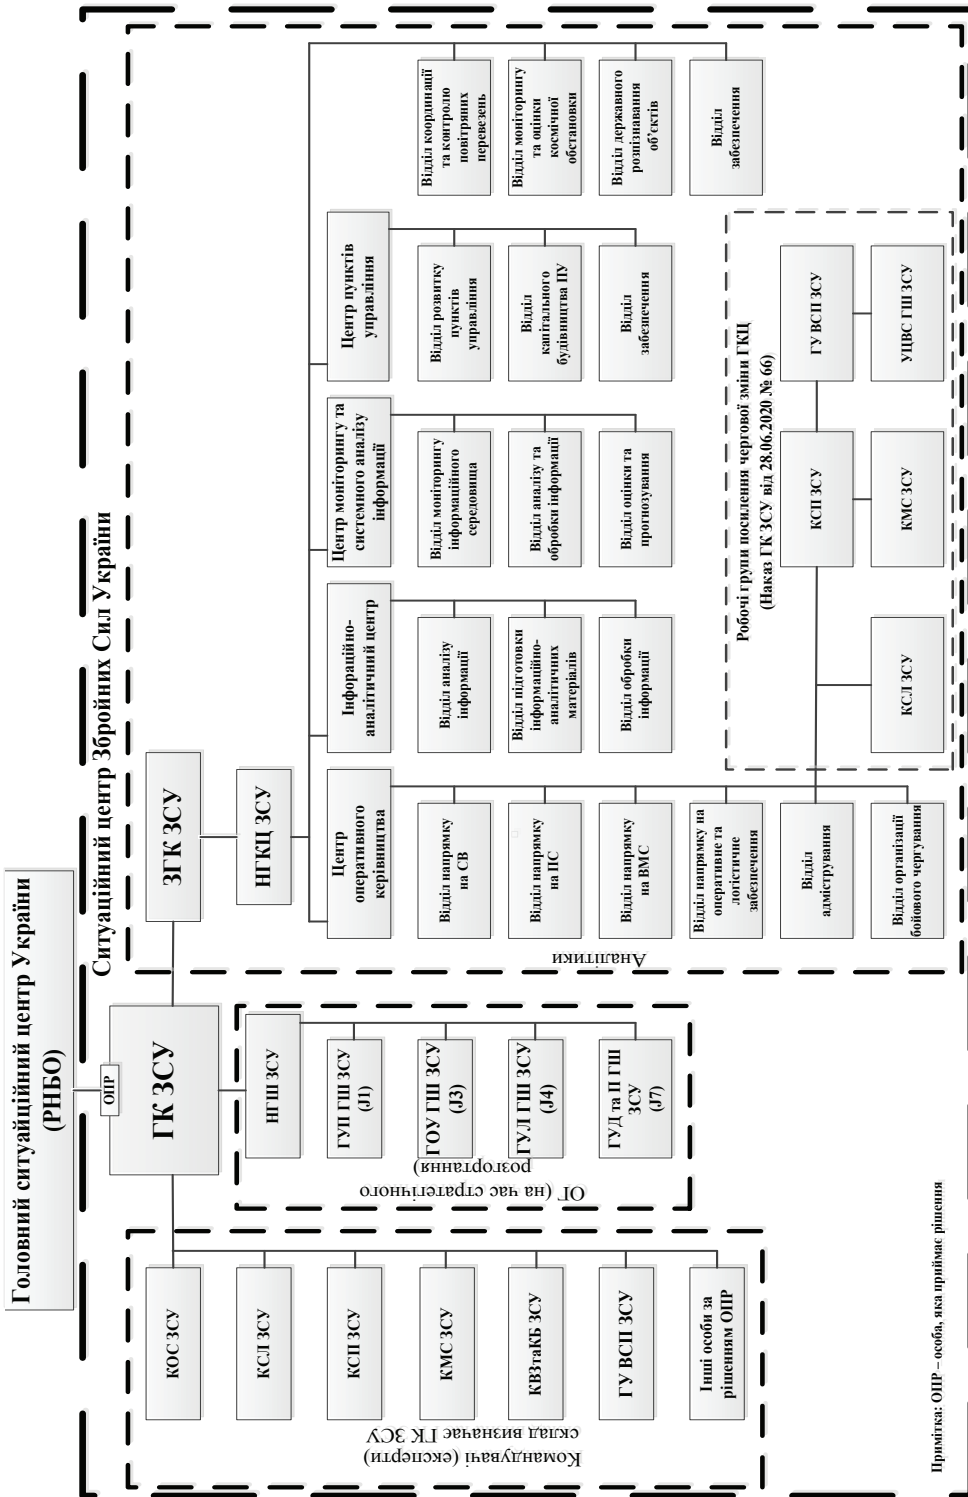 Головний ситуаційний центр України
(РНБО)
Ситуаційний центр Збройних Сил України
ОПР
ГК ЗСУ
ЗГК ЗСУ
НГКЦ ЗСУ
КОС ЗСУ
КСЛ ЗСУ
КСП ЗСУ
КМС ЗСУ
КВЗтаКБ ЗСУ
ГУ ВСП ЗСУ
Інші особи за
рішенням ОПР
Командувачі (експерти)
склад визначає ГК ЗСУ
НГШ ЗСУ
ГУП ГШ ЗСУ
(J1)
ГОУ ГШ ЗСУ
(J3)
ГУЛ ГШ ЗСУ
(J4)
ГУД та П ГШ
ЗСУ
(J7)
ОГ (на час стратегічного
розгортання)
Центр
оперативного
керівництва
Відділ напрямку
на СВ
Відділ напрямку
на ПС
Відділ напрямку
на ВМС
Відділ напрямку на
оперативне та
логістичне
забезпечення
Відділ
адмістрування
Відділ організації
бойового чергування
Аналітики
Інфораційно-
аналітичний центр
Відділ аналізу
інформації
Відділ підготовки
інформаційно-
аналітичних
матеріалів
Відділ обробки
інформації
Центр моніторингу та
системного аналізу
інформації
Відділ моніторингу
інформаційного
середовища
Відділ аналізу та
обробки інформації
Відділ оцінки та
прогнозування
Центр пунктів
управління
Відділ розвитку
пунктів
управління
Відділ
капітального
будівництва ПУ
Відділ
забезпечення
Відділ координації
та контролю
повітряних
перевезень
Відділ моніторингу
та оцінки
космічної
обстановки
Відділ державного
розпізнавання
об’єктів
Відділ
забезпечення
Робочі групи посилення чергової зміни ГКЦ
(Наказ ГК ЗСУ від 28.06.2020 № 66)
КСЛ ЗСУ
КСП ЗСУ
КМС ЗСУ
ГУ ВСП ЗСУ
УЦВС ГШ ЗСУ
Примітка: ОПР – особа, яка приймає рішення